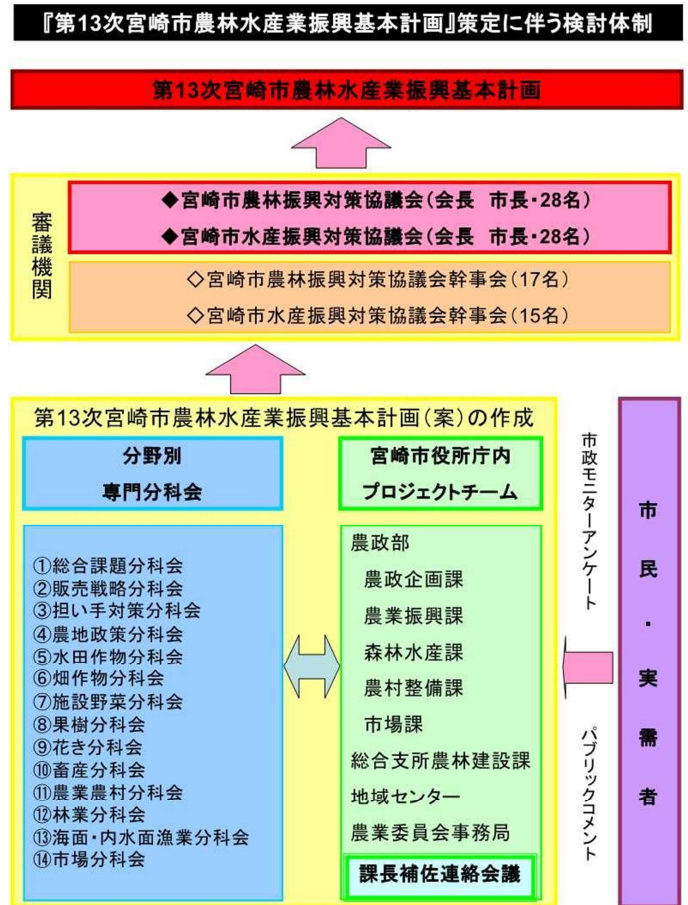 『第13次宮崎市農林水産業振興基本計画』策定に伴う検討体制
第13次宮崎市農林水産業振興基本計画
審議機関
◆宮崎市農林振興対策協議会(会長　市長・28名)
◆宮崎市水産振興対策協議会(会長　市長・28名)
◇宮崎市農林振興対策協議会幹事会(17名)
◇宮崎市水産振興対策協議会幹事会(15名)
第13次宮崎市農林水産業振興基本計画(案)の作成
分野別
専門分科会
①総合課題分科会
②販売戦略分科会
③担い手対策分科会
④農地政策分科会
⑤水田作物分科会
⑥畑作物分科会
⑦施設野菜分科会
⑧果樹分科会
⑨花き分科会
⑩畜産分科会
⑪農業農村分科会
⑫林業分科会
⑬海面・内水面漁業分科会
⑭市場分科会
宮崎市役所庁内
プロジェクトチーム
農政部
農政企画課
農業振興課
森林水産課
農村整備課
市場課
総合支所農林建設課
地域センター
農業委員会事務局
課長補佐連絡会議
市政モニターアンケート
パブリックコメント
市民・実需者